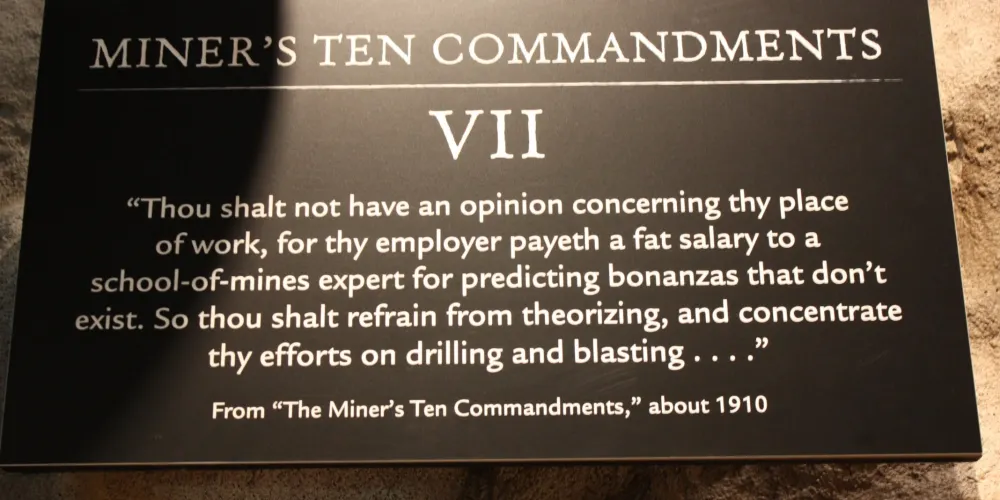 MINER'S TEN COMMANDMENTS
VII
“Thou shalt not have an opinion concerning thy place
of work, for thy employer payeth a fat salary to a
school-of-mines expert for predicting bonanzas that don't
exist. So thou shalt refrain from theorizing, and concentrate
thy efforts on drilling and blasting . . . .”
From “The Miner's Ten Commandments,” about 1910